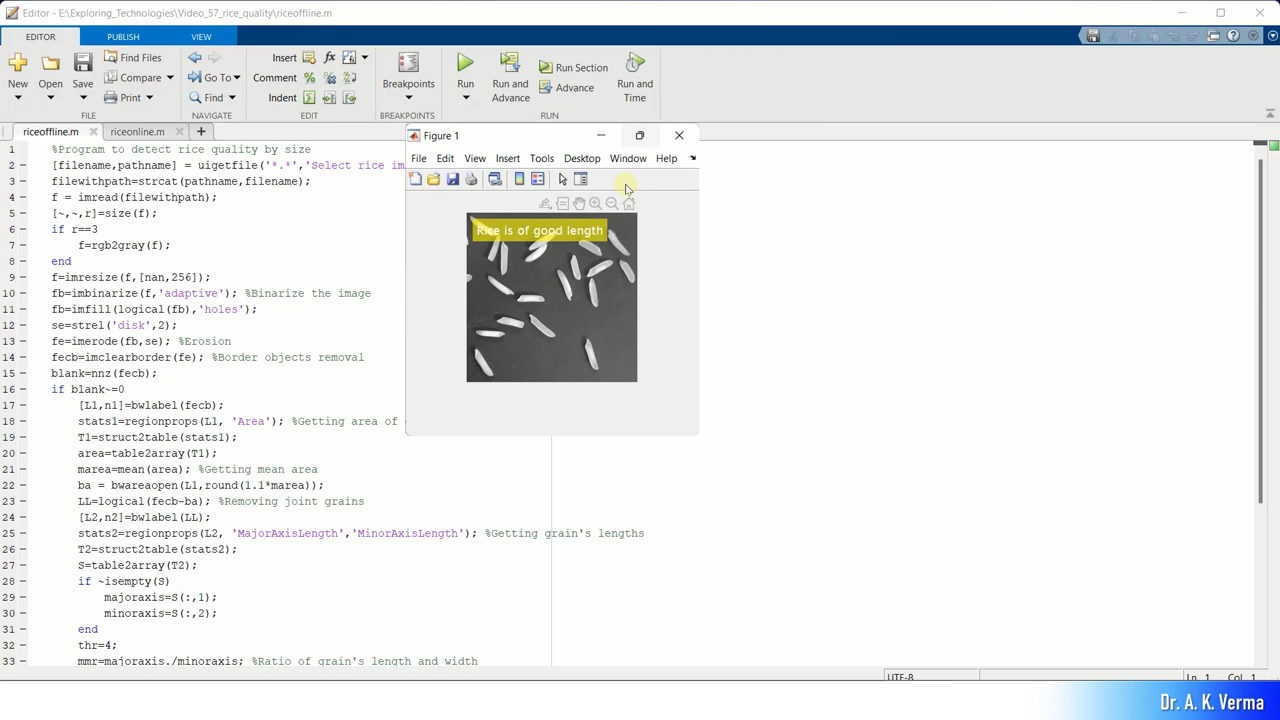 Editor - E:\Exploring_Technologies\Video_57_rice_quality\riceoffline.m
EDITOR PUBLISH VIEW
New Open Save
Find Files
Compare
Print
FILE
Go To
Find
NAVIGATE
Insert
Comment
Indent
EDIT
Breakpoints
BREAKPOINTS
Run
Run and Advance
Run Section
Advance
Run and Time
RUN
riceoffline.m riceonline.m
Figure 1
File Edit View Insert Tools Desktop Window Help
Rice is of good length
1 %Program to detect rice quality by size
2 [filename,pathname] = uigetfile('*.*','Select rice im
3 filewithpath=strcat(pathname,filename);
4 f = imread(filewithpath);
5 [~,~,r]=size(f);
6 if r==3
7 f=rgb2gray(f);
8 end
9 f=imresize(f,[nan,256]);
10 fb=imbinarize(f,'adaptive'); %Binarize the image
11 fb=imfill(logical(fb),'holes');
12 se=strel('disk',2);
13 fe=imerode(fb,se); %Erosion
14 fecb=imclearborder(fe); %Border objects removal
15 blank=nnz(fecb);
16 if blank~=0
17 [L1,n1]=bwlabel(fecb);
18 stats1=regionprops(L1, 'Area'); %Getting area of
19 T1=struct2table(stats1);
20 area=table2array(T1);
21 marea=mean(area); %Getting mean area
22 ba = bwareaopen(L1,round(1.1*marea));
23 LL=logical(fecb-ba); %Removing joint grains
24 [L2,n2]=bwlabel(LL);
25 stats2=regionprops(L2, 'MajorAxisLength','MinorAxisLength'); %Getting grain's lengths
26 T2=struct2table(stats2);
27 S=table2array(T2);
28 if ~isempty(S)
29 majoraxis=S(:,1);
30 minoraxis=S(:,2);
31 end
32 thr=4;
33 mmr=majoraxis./minoraxis; %Ratio of grain's length and width
UTF-8 Ln 1 Col 1
Dr. A. K. Verma